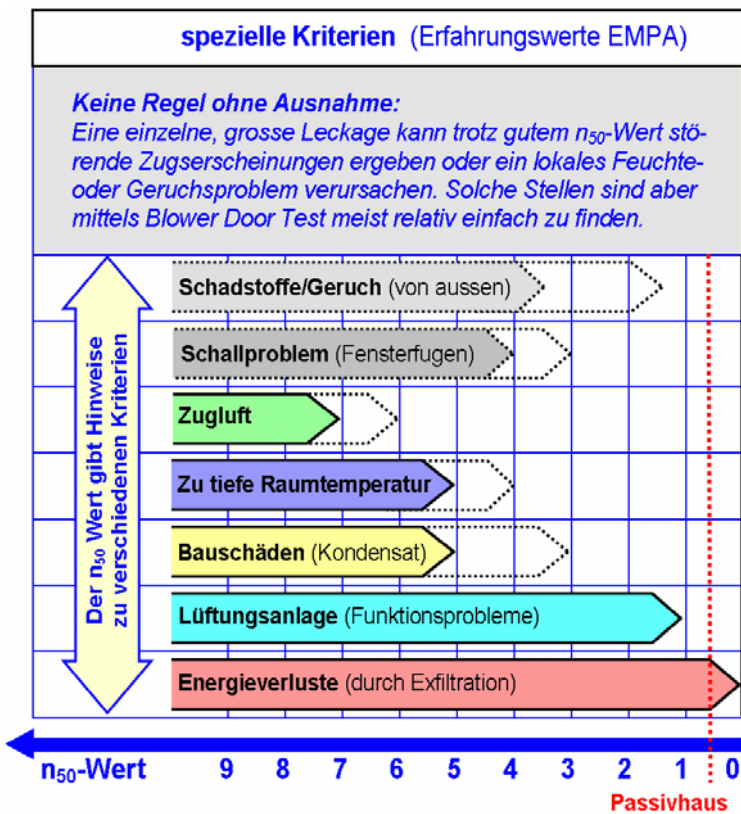 spezielle Kriterien (Erfahrungswerte EMPA)
Keine Regel ohne Ausnahme:
Eine einzelne, grosse Leckage kann trotz gutem n₅₀-Wert stö-
rende Zugserscheinungen ergeben oder ein lokales Feuchte-
oder Geruchsproblem verursachen. Solche Stellen sind aber
mittels Blower Door Test meist relativ einfach zu finden.
Der n₅₀ Wert gibt Hinweise
zu verschiedenen Kriterien
Schadstoffe/Geruch (von aussen)
Schallproblem (Fensterfugen)
Zugluft
Zu tiefe Raumtemperatur
Bauschäden (Kondensat)
Lüftungsanlage (Funktionsprobleme)
Energieverluste (durch Exfiltration)
n₅₀-Wert 9 8 7 6 5 4 3 2 1 0
Passivhaus